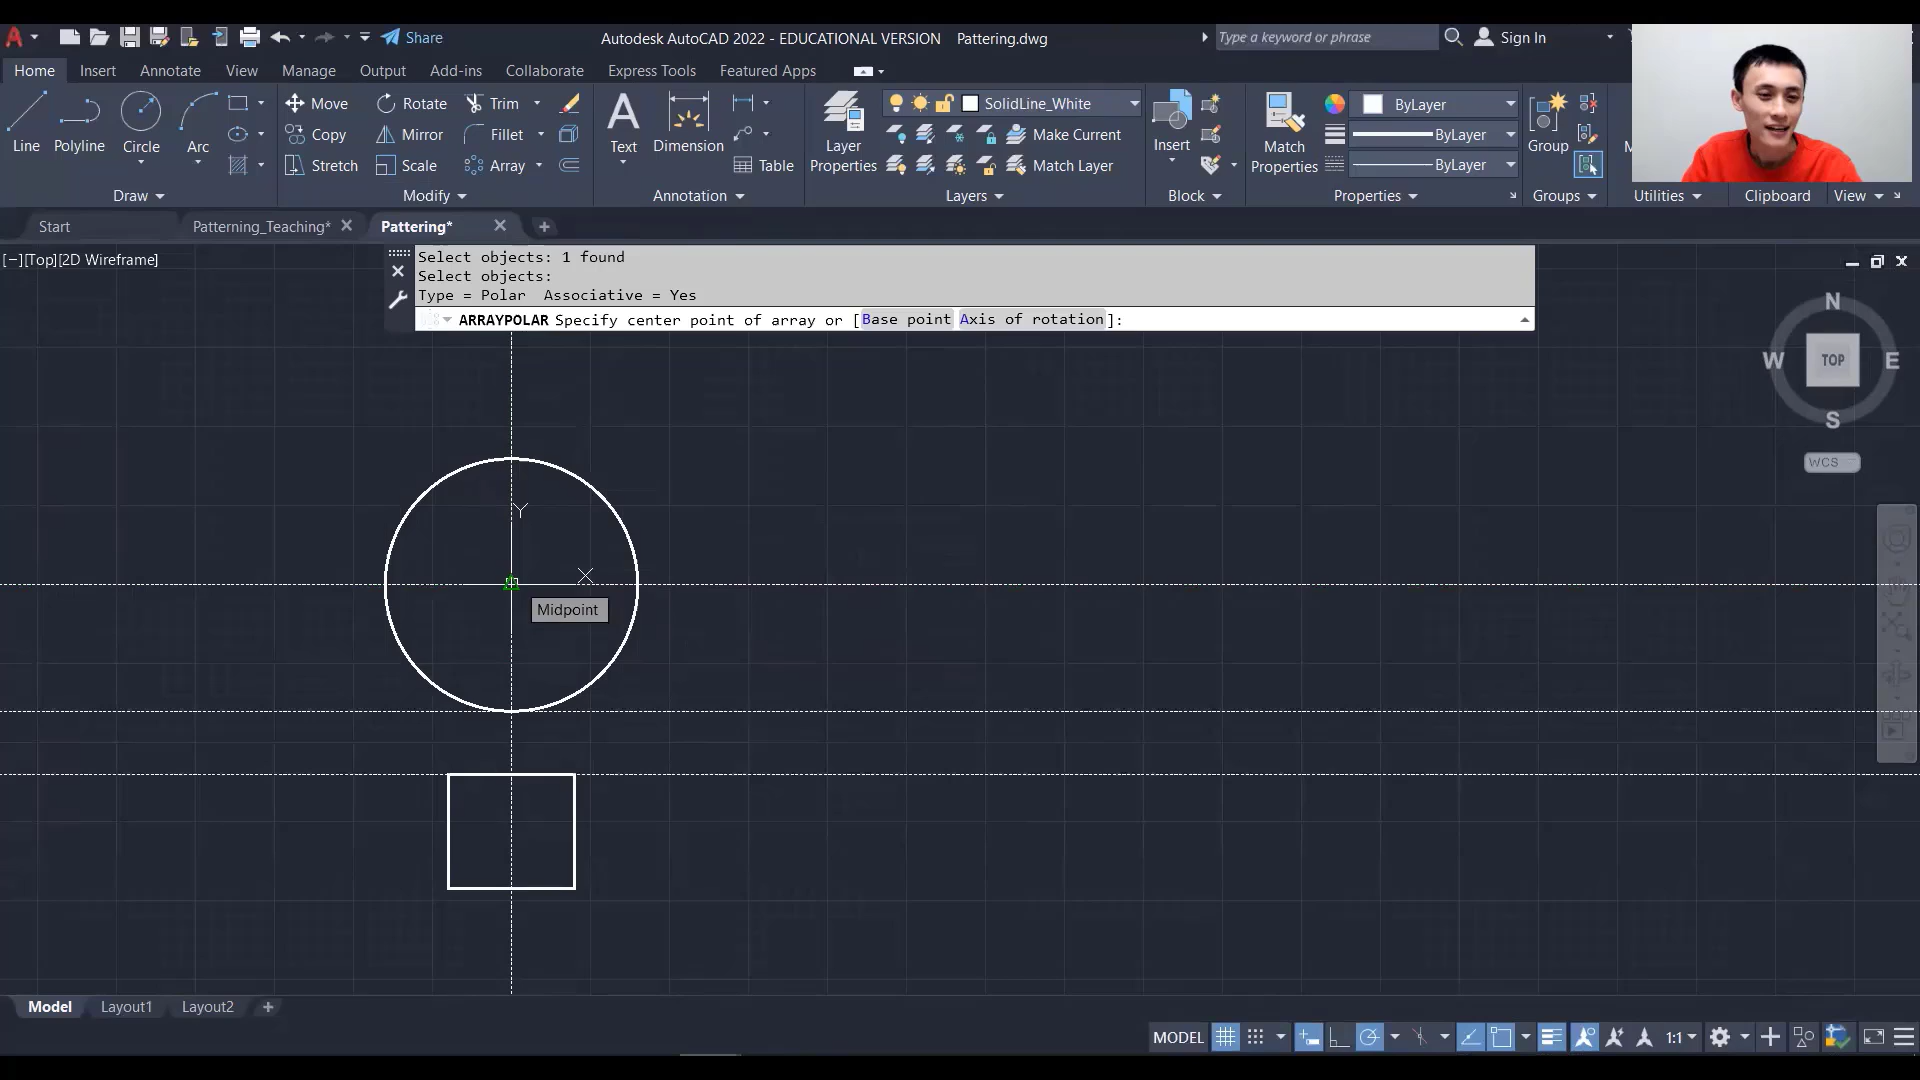 Share
Autodesk AutoCAD 2022 - EDUCATIONAL VERSION Pattering.dwg
Type a keyword or phrase
Sign In
Home Insert Annotate View Manage Output Add-ins Collaborate Express Tools Featured Apps
Line
Polyline
Circle
Arc
Move
Copy
Stretch
Rotate
Mirror
Scale
Trim
Fillet
Array
Text
Dimension
Table
Layer
Properties
SolidLine_White
Make Current
Match Layer
Insert
Match
Properties
ByLayer
ByLayer
ByLayer
Group
Draw
Modify
Annotation
Layers
Block
Properties
Groups
Utilities
Clipboard
View
Start
Patterning_Teaching*
Pattering*
[−][Top][2D Wireframe]
Select objects: 1 found
Select objects:
Type = Polar Associative = Yes
ARRAYPOLAR Specify center point of array or [Base point Axis of rotation]:
N
W TOP E
S
WCS
Y
X
Midpoint
Model Layout1 Layout2
MODEL
1:1